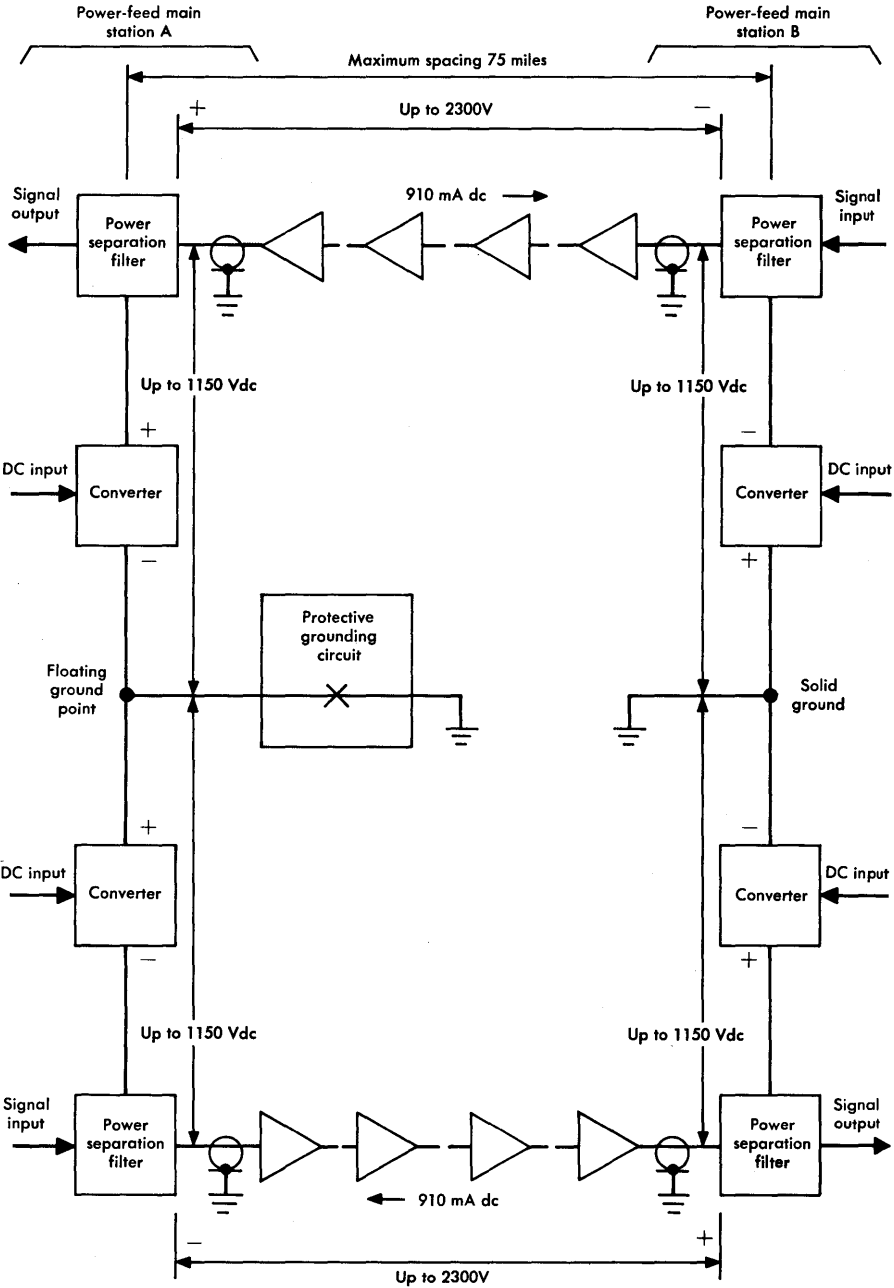 Power-feed main
station A
Power-feed main
station B
Maximum spacing 75 miles
+
Up to 2300V
−
Signal
output
Power
separation
filter
910 mA dc
Power
separation
filter
Signal
input
Up to 1150 Vdc
Up to 1150 Vdc
+
−
DC input
Converter
Converter
DC input
−
+
Protective
grounding
circuit
Floating
ground
point
Solid
ground
+
−
DC input
Converter
Converter
DC input
−
+
Up to 1150 Vdc
Up to 1150 Vdc
Signal
input
Power
separation
filter
Power
separation
filter
Signal
output
910 mA dc
−
+
Up to 2300V